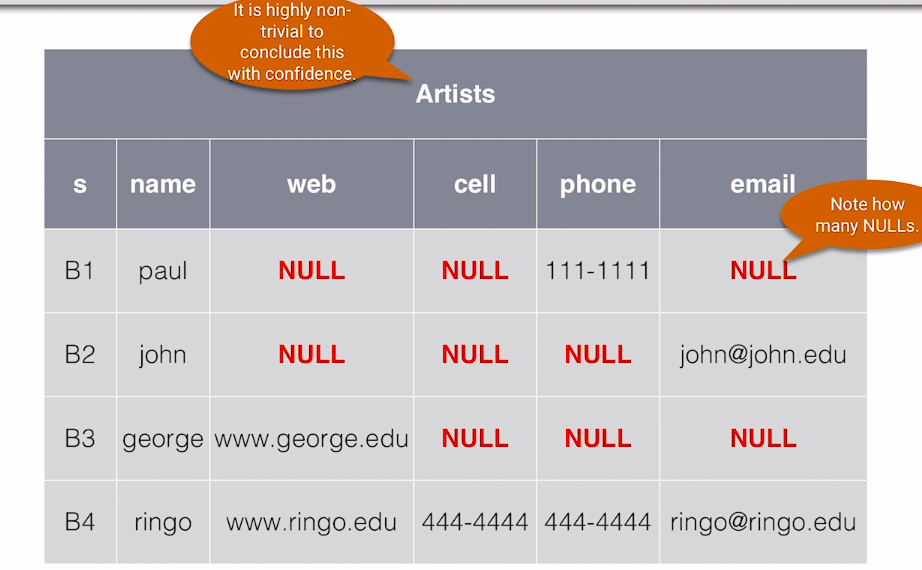 It is highly non-
trivial to
conclude this
with confidence.
Artists
s name web cell phone email
Note how
many NULLs.
B1 paul NULL NULL 111-1111 NULL
B2 john NULL NULL NULL john@john.edu
B3 george www.george.edu NULL NULL NULL
B4 ringo www.ringo.edu 444-4444 444-4444 ringo@ringo.edu